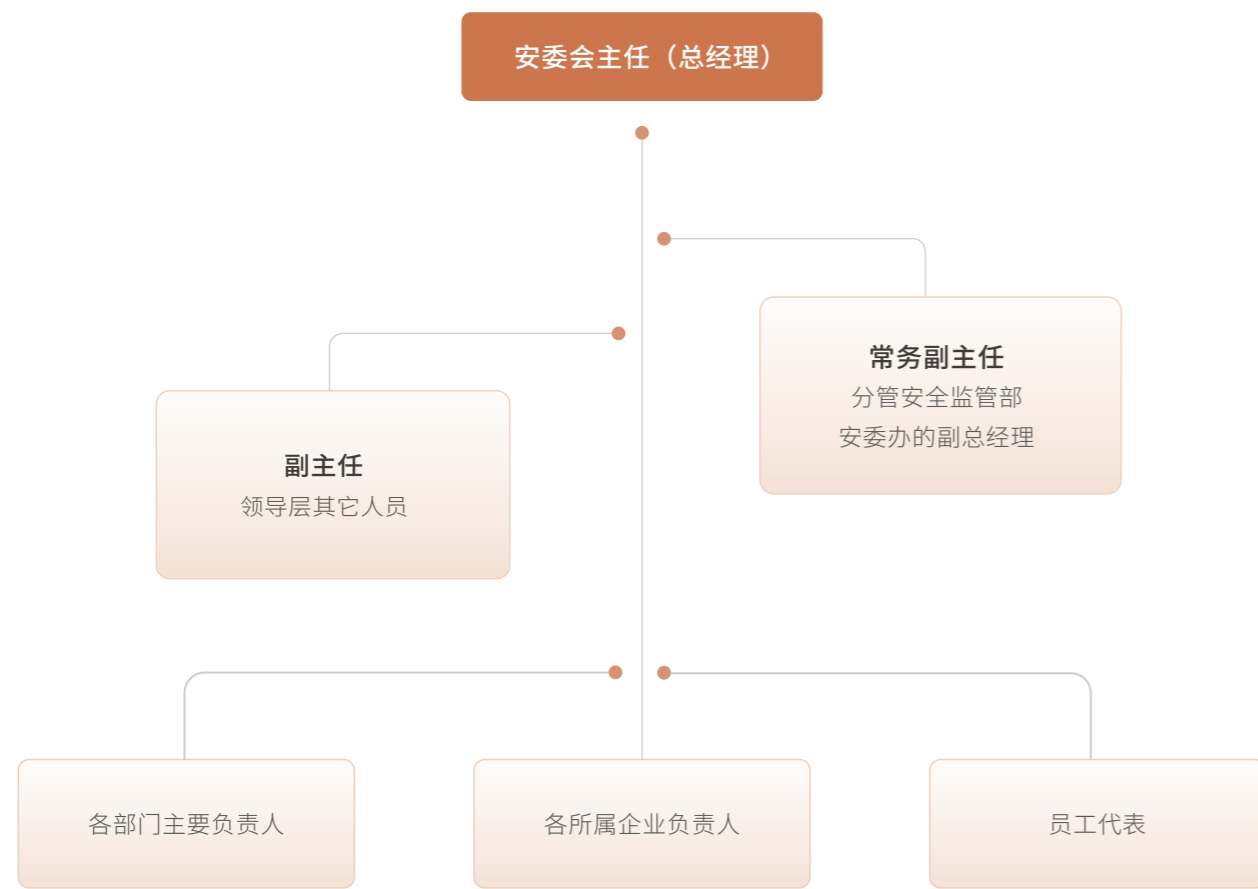 安委会主任（总经理）
常务副主任
分管安全监管部
安委办的副总经理
副主任
领导层其它人员
各部门主要负责人
各所属企业负责人
员工代表